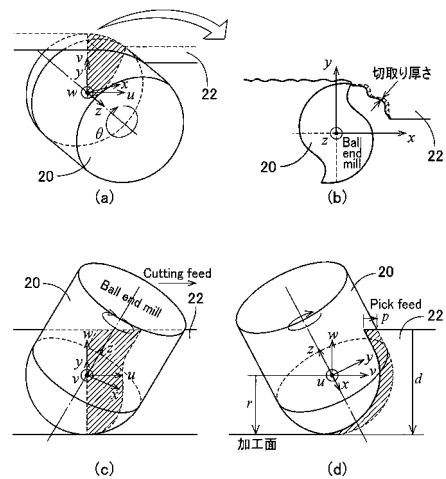 v
y
x
w
u
z
θ
20
22
(a)
y
切取り厚さ
20
z
Ball
end
mill
x
22
(b)
20
Ball end mill
Cutting feed
22
w
y
z
v
u
x
(c)
20
Pick feed
p
22
w
z
y
u
v
x
r
d
加工面
(d)